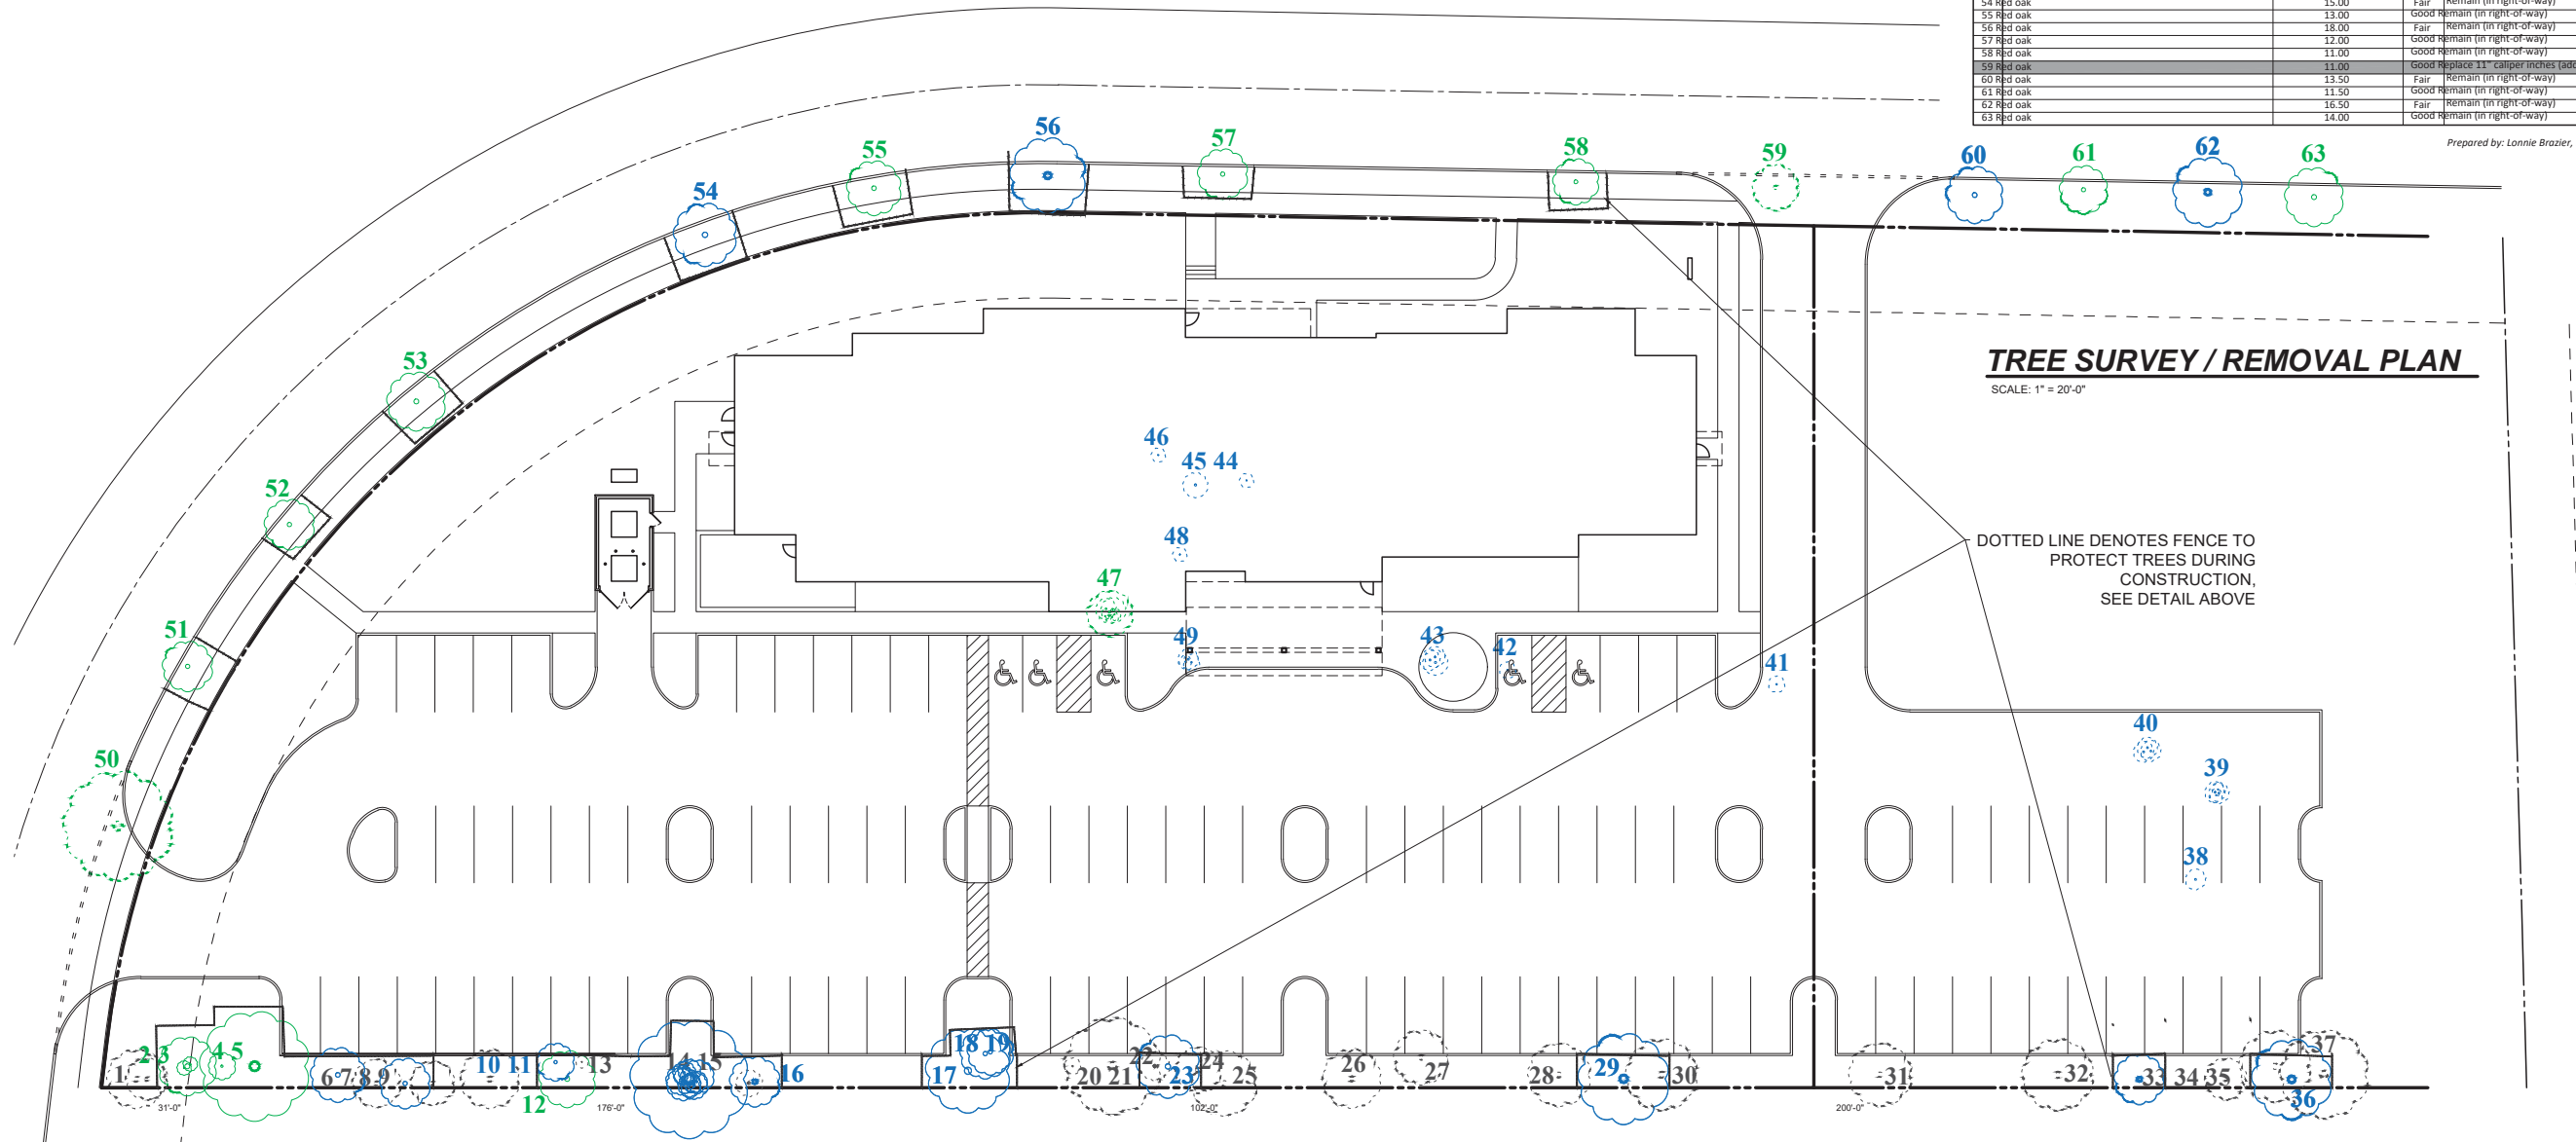 54 Red oak 15.00 Fair Remain (in right-of-way)
55 Red oak 13.00 Good Remain (in right-of-way)
56 Red oak 18.00 Fair Remain (in right-of-way)
57 Red oak 12.00 Good Remain (in right-of-way)
58 Red oak 11.00 Good Remain (in right-of-way)
59 Red oak 11.00 Good Replace 11" caliper inches
60 Red oak 13.50 Fair Remain (in right-of-way)
61 Red oak 11.50 Good Remain (in right-of-way)
62 Red oak 16.50 Fair Remain (in right-of-way)
63 Red oak 14.00 Good Remain (in right-of-way)
Prepared by: Lonnie Brazier,
56
57
58
59
60
61
62
63
55
54
53
52
51
50
TREE SURVEY / REMOVAL PLAN
SCALE: 1" = 20'-0"
46
45 44
48
47
49
43
42
41
40
39
38
DOTTED LINE DENOTES FENCE TO
PROTECT TREES DURING
CONSTRUCTION,
SEE DETAIL ABOVE
1
2 3
4 5
6 7 8 9
10 11
12
13
14 15
16
17
18 19
20 21
22
23
24
25
26
27
28
29
30
31
32
33 34 35
36
37
31'-0"
176'-0"
102'-0"
200'-0"